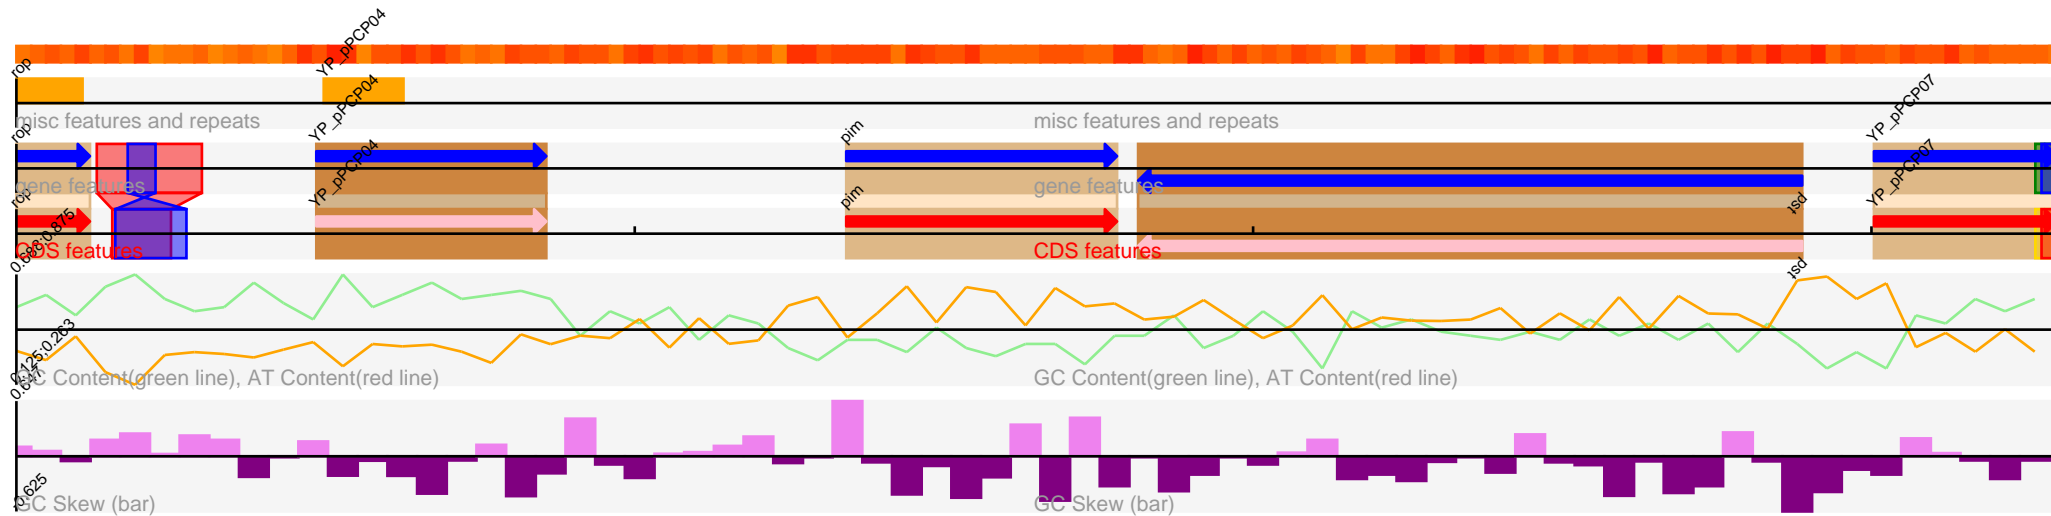 YP_pPCP04
rop
YP_pPCP04
YP_pPCP07
misc features and repeats
misc features and repeats
rop
YP_pPCP04
pim
YP_pPCP07
gene features
gene features
rop
pim
pst
CDS features
CDS features
pst
GC Content(green line), AT Content(red line)
GC Content(green line), AT Content(red line)
GC Skew (bar)
GC Skew (bar)